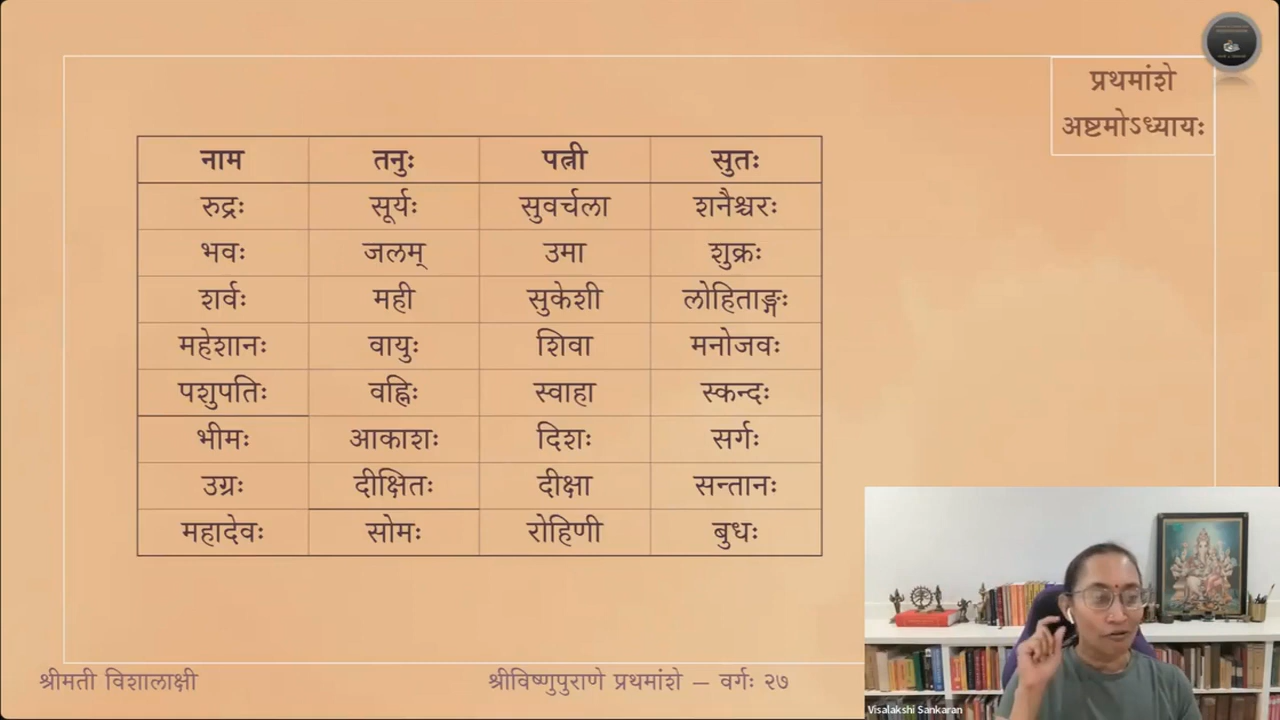 प्रथमांशे
अष्टमोऽध्यायः
नाम तनुः पत्नी सुतः
रुद्रः सूर्यः सुवर्चला शनैश्चरः
भवः जलम् उमा शुक्रः
शर्वः मही सुकेशी लोहिताङ्गः
महेशानः वायुः शिवा मनोजवः
पशुपतिः वह्निः स्वाहा स्कन्दः
भीमः आकाशः दिशः सर्गः
उग्रः दीक्षितः दीक्षा सन्तानः
महादेवः सोमः रोहिणी बुधः
श्रीमती विशालाक्षी
श्रीविष्णुपुराणे प्रथमांशे – वर्गः २७
Visalakshi Sankaran